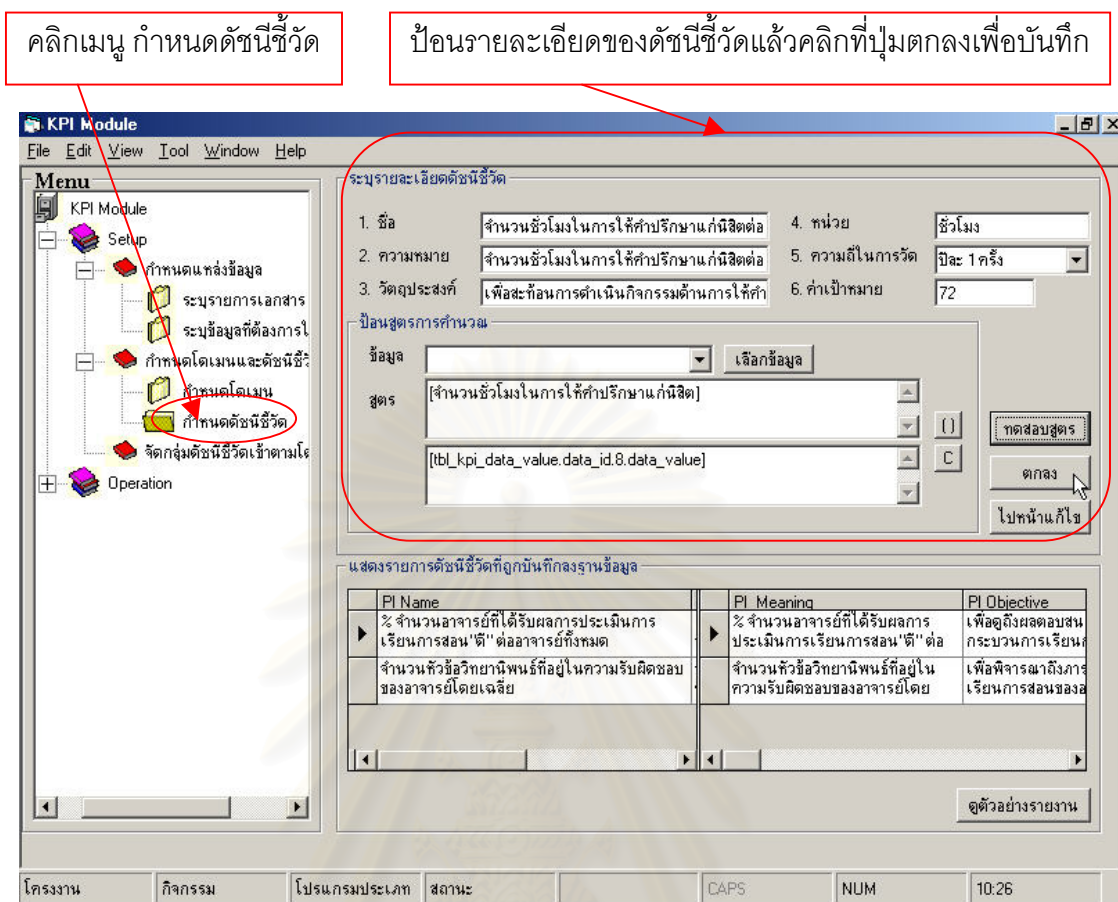 คลิกเมนู กำหนดดัชนีชี้วัด
ป้อนรายละเอียดของดัชนีชี้วัดแล้วคลิกที่ปุ่มตกลงเพื่อบันทึก
KPI Module
File Edit View Tool Window Help
Menu
KPI Module
Setup
กำหนดแหล่งข้อมูล
ระบุรายการเอกสาร
ระบุข้อมูลที่ต้องการใ
กำหนดโดเมนและดัชนีชี้วั
กำหนดโดเมน
กำหนดดัชนีชี้วัด
จัดกลุ่มดัชนีชี้วัดเข้าตามโด
Operation
ระบุรายละเอียดดัชนีชี้วัด
1. ชื่อ จำนวนชั่วโมงในการให้คำปรึกษาแก่นิสิตต่อ 4. หน่วย ชั่วโมง
2. ความหมาย จำนวนชั่วโมงในการให้คำปรึกษาแก่นิสิตต่อ 5. ความถี่ในการวัด ปีละ 1 ครั้ง
3. วัตถุประสงค์ เพื่อสะท้อนการดำเนินกิจกรรมด้านการให้คำ 6. ค่าเป้าหมาย 72
ป้อนสูตรการคำนวณ
ข้อมูล เลือกข้อมูล
สูตร [จำนวนชั่วโมงในการให้คำปรึกษาแก่นิสิต]
() ทดสอบสูตร
[tbl_kpi_data_value.data_id.8.data_value] C
ตกลง
ไปหน้าแก้ไข
แสดงรายการดัชนีชี้วัดที่ถูกบันทึกลงฐานข้อมูล
PI Name PI Meaning PI Objective
% จำนวนอาจารย์ที่ได้รับผลการประเมินการ % จำนวนอาจารย์ที่ได้รับผลการ เพื่อดูถึงผลตอบสน
เรียนการสอน"ดี" ต่ออาจารย์ทั้งหมด ประเมินการเรียนการสอน"ดี" ต่อ กระบวนการเรียนก
จำนวนหัวข้อวิทยานิพนธ์ที่อยู่ในความรับผิดชอบ จำนวนหัวข้อวิทยานิพนธ์ที่อยู่ใน เพื่อพิจารณาถึงภาร
ของอาจารย์โดยเฉลี่ย ความรับผิดชอบของอาจารย์โดย เรียนการสอนของอ
ดูตัวอย่างรายงาน
โครงงาน กิจกรรม โปรแกรมประเภท สถานะ CAPS NUM 10:26